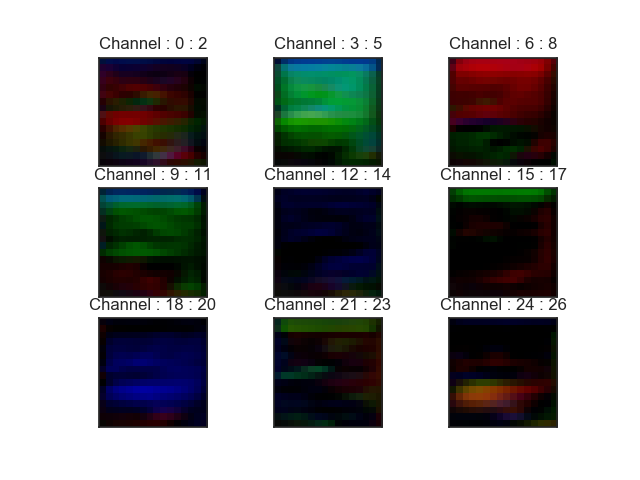 Channel : 0 : 2
Channel : 3 : 5
Channel : 6 : 8
Channel : 9 : 11
Channel : 12 : 14
Channel : 15 : 17
Channel : 18 : 20
Channel : 21 : 23
Channel : 24 : 26